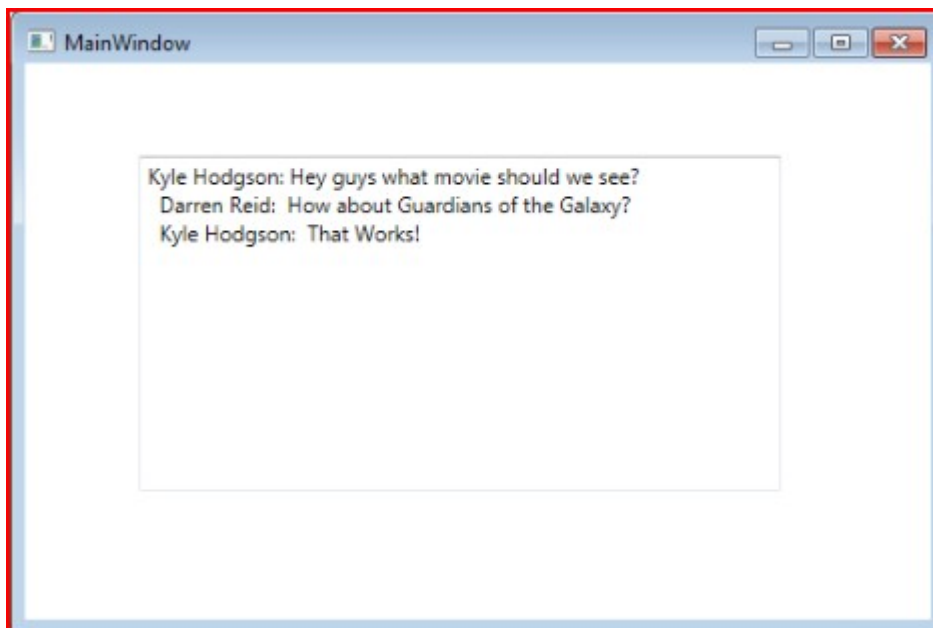 MainWindow
Kyle Hodgson: Hey guys what movie should we see?
Darren Reid:  How about Guardians of the Galaxy?
Kyle Hodgson:  That Works!